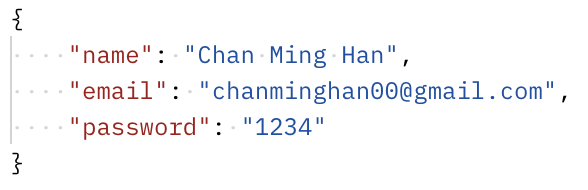 {
    "name": "Chan Ming Han",
    "email": "chanminghan00@gmail.com",
    "password": "1234"
}